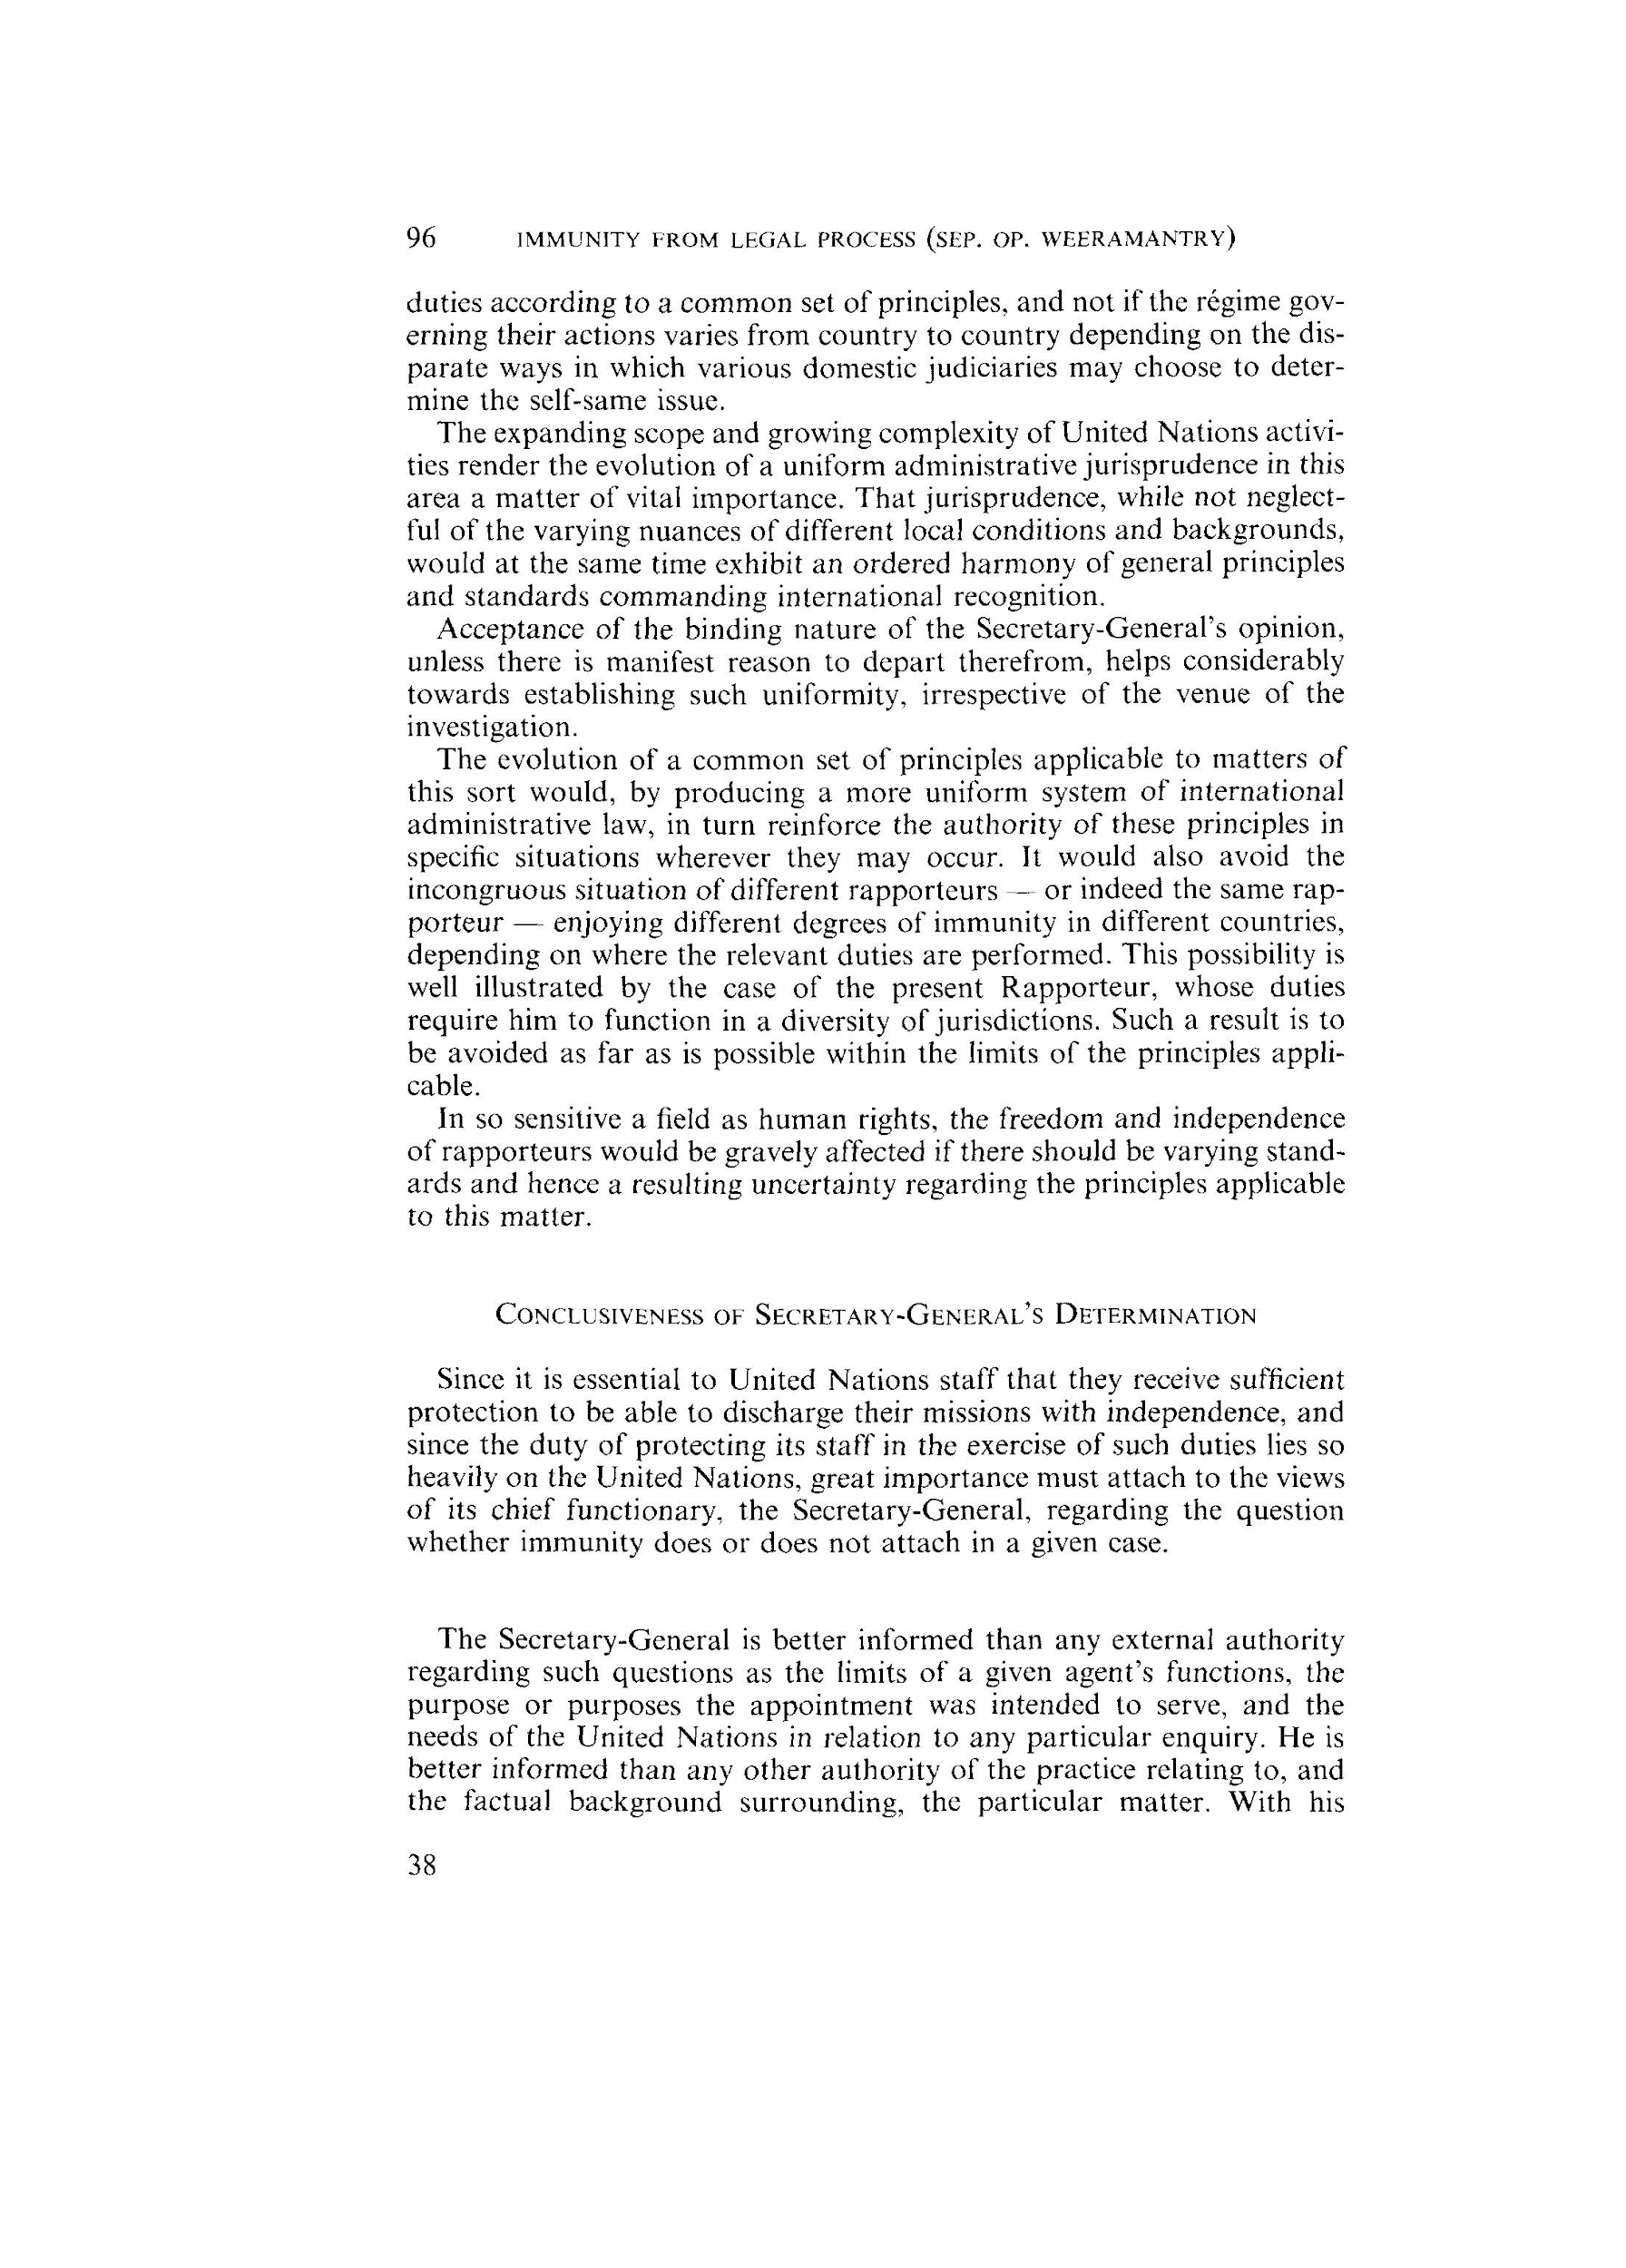 96 IMMUNITY FROM LEGAL PROCESS (SEP. OP. WEERAMANTRY)
duties according to a common set of principles, and not if the régime gov-
erning their actions varies from country to country depending on the dis-
parate ways in which various domestic judiciaries may choose to deter-
mine the self-same issue.
The expanding scope and growing complexity of United Nations activi-
ties render the evolution of a uniform administrative jurisprudence in this
area a matter of vital importance. That jurisprudence, while not neglect-
ful of the varying nuances of different local conditions and backgrounds,
would at the same time exhibit an ordered harmony of general principles
and standards commanding international recognition.
Acceptance of the binding nature of the Secretary-General's opinion,
unless there is manifest reason to depart therefrom, helps considerably
towards establishing such uniformity, irrespective of the venue of the
investigation.
The evolution of a common set of principles applicable to matters of
this sort would, by producing a more uniform system of international
administrative law, in turn reinforce the authority of these principles in
specific situations wherever they may occur. It would also avoid the
incongruous situation of different rapporteurs — or indeed the same rap-
porteur — enjoying different degrees of immunity in different countries,
depending on where the relevant duties are performed. This possibility is
well illustrated by the case of the present Rapporteur, whose duties
require him to function in a diversity of jurisdictions. Such a result is to
be avoided as far as is possible within the limits of the principles appli-
cable.
In so sensitive a field as human rights, the freedom and independence
of rapporteurs would be gravely affected if there should be varying stand-
ards and hence a resulting uncertainty regarding the principles applicable
to this matter.
CONCLUSIVENESS OF SECRETARY-GENERAL'S DETERMINATION
Since it is essential to United Nations staff that they receive sufficient
protection to be able to discharge their missions with independence, and
since the duty of protecting its staff in the exercise of such duties lies so
heavily on the United Nations, great importance must attach to the views
of its chief functionary, the Secretary-General, regarding the question
whether immunity does or does not attach in a given case.
The Secretary-General is better informed than any external authority
regarding such questions as the limits of a given agent's functions, the
purpose or purposes the appointment was intended to serve, and the
needs of the United Nations in relation to any particular enquiry. He is
better informed than any other authority of the practice relating to, and
the factual background surrounding, the particular matter. With his
38